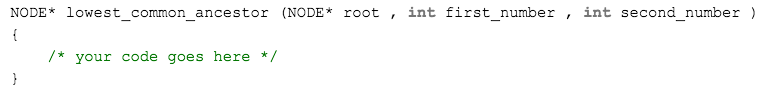 NODE* lowest_common_ancestor (NODE* root , int first_number , int second_number )
{
/* your code goes here */
}